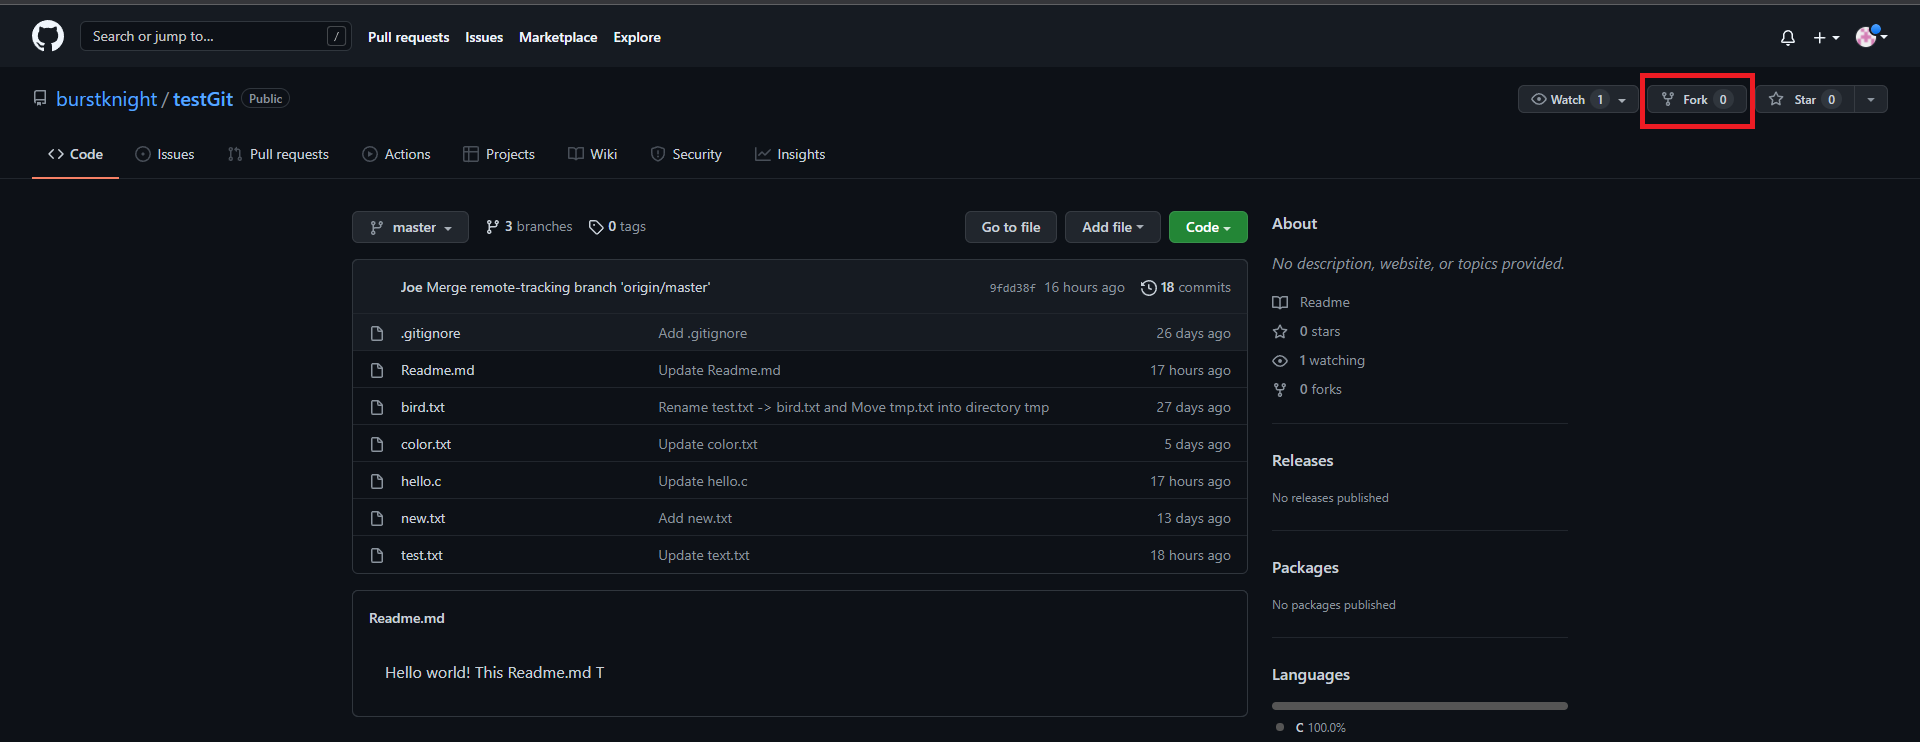 Search or jump to... / Pull requests Issues Marketplace Explore
burstknight / testGit Public Watch 1 Fork 0 Star 0
Code Issues Pull requests Actions Projects Wiki Security Insights
master 3 branches 0 tags Go to file Add file Code
Joe Merge remote-tracking branch 'origin/master' 9fdd38f 16 hours ago 18 commits
.gitignore Add .gitignore 26 days ago
Readme.md Update Readme.md 17 hours ago
bird.txt Rename test.txt -> bird.txt and Move tmp.txt into directory tmp 27 days ago
color.txt Update color.txt 5 days ago
hello.c Update hello.c 17 hours ago
new.txt Add new.txt 13 days ago
test.txt Update text.txt 18 hours ago
Readme.md
Hello world! This Readme.md T
About
No description, website, or topics provided.
Readme
0 stars
1 watching
0 forks
Releases
No releases published
Packages
No packages published
Languages
C 100.0%